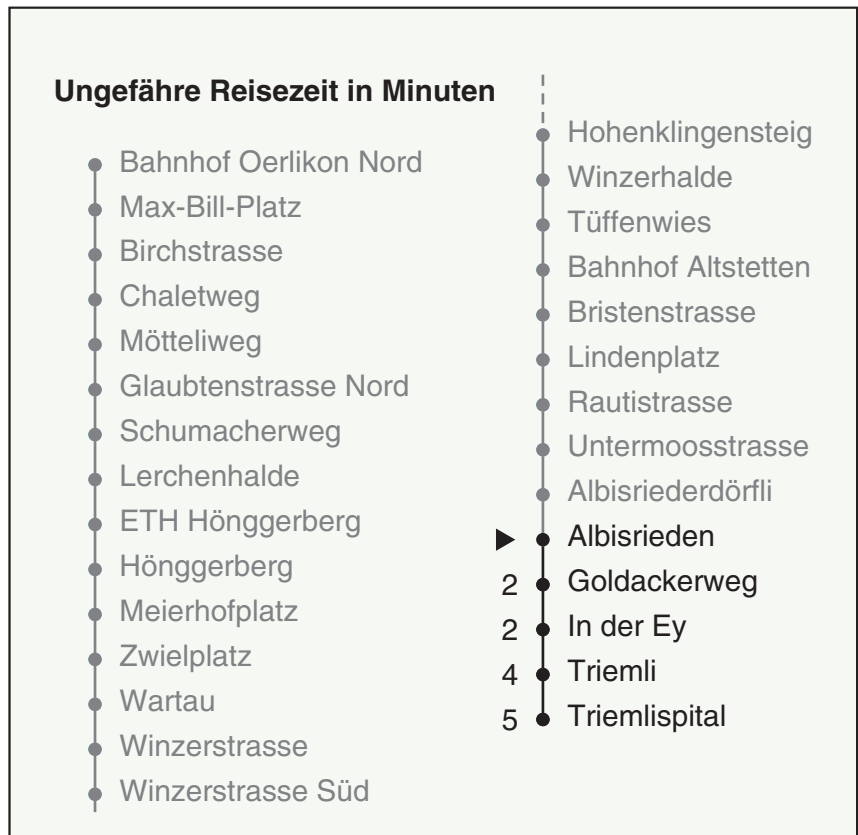 Ungefähre Reisezeit in Minuten
Bahnhof Oerlikon Nord
Max-Bill-Platz
Birchstrasse
Chaletweg
Mötteliweg
Glaubtenstrasse Nord
Schumacherweg
Lerchenhalde
ETH Hönggerberg
Hönggerberg
Meierhofplatz
Zwielplatz
Wartau
Winzerstrasse
Winzerstrasse Süd
Hohenklingensteig
Winzerhalde
Tüffenwies
Bahnhof Altstetten
Bristenstrasse
Lindenplatz
Rautistrasse
Untermoosstrasse
Albisriederdörfli
Albisrieden
2 Goldackerweg
2 In der Ey
4 Triemli
5 Triemlispital